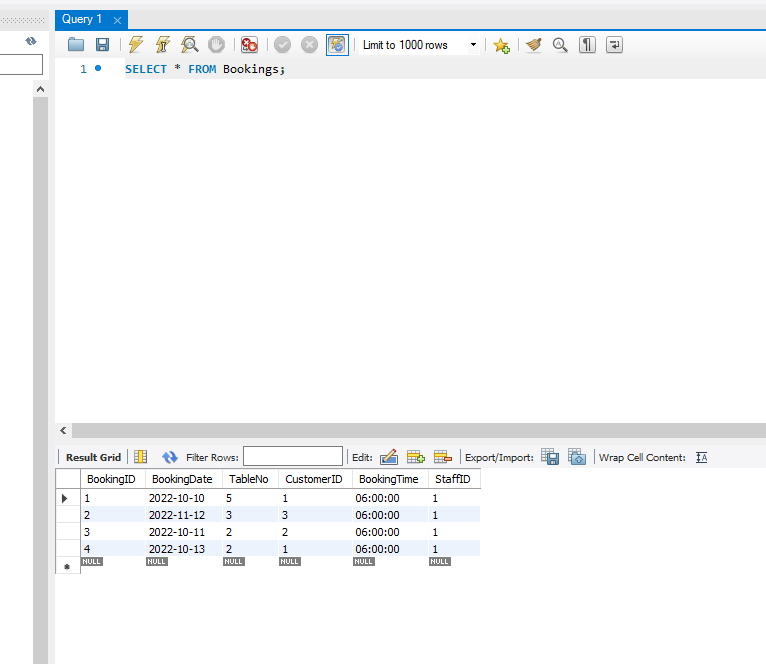 Query 1
Limit to 1000 rows
1 SELECT * FROM Bookings;
Result Grid Filter Rows: Edit: Export/Import: Wrap Cell Content:
BookingID BookingDate TableNo CustomerID BookingTime StaffID
1 2022-10-10 5 1 06:00:00 1
2 2022-11-12 3 3 06:00:00 1
3 2022-10-11 2 2 06:00:00 1
4 2022-10-13 2 1 06:00:00 1
NULL NULL NULL NULL NULL NULL